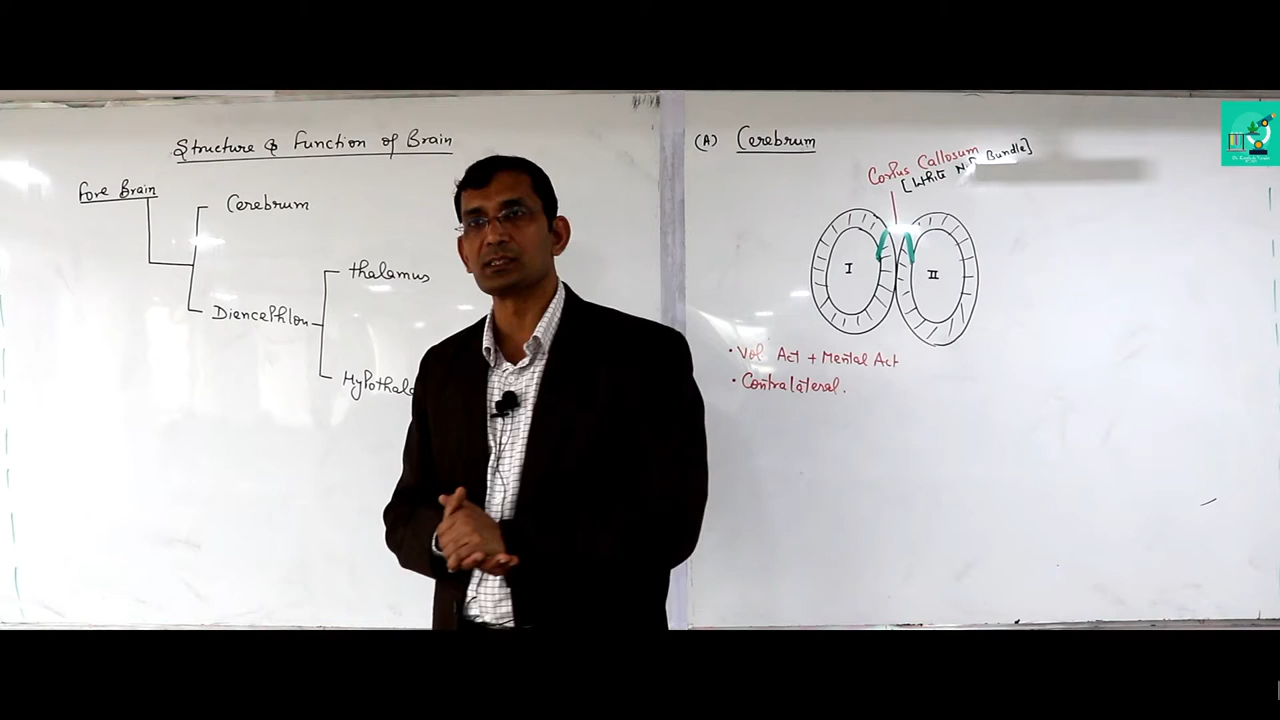 Structure & Function of Brain
Fore Brain
Cerebrum
Diencephlon
thalamus
(A) Cerebrum
Corpus Callosum
[White N.F Bundle]
I
II
• Vol. Act + Mental Act
• Contralateral.